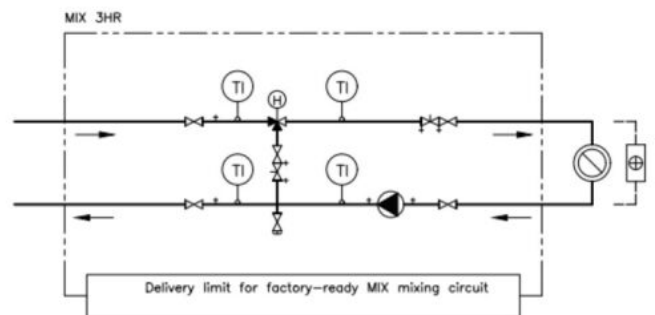 MIX 3HR
TI
TI
H
TI
TI
Delivery limit for factory-ready MIX mixing circuit